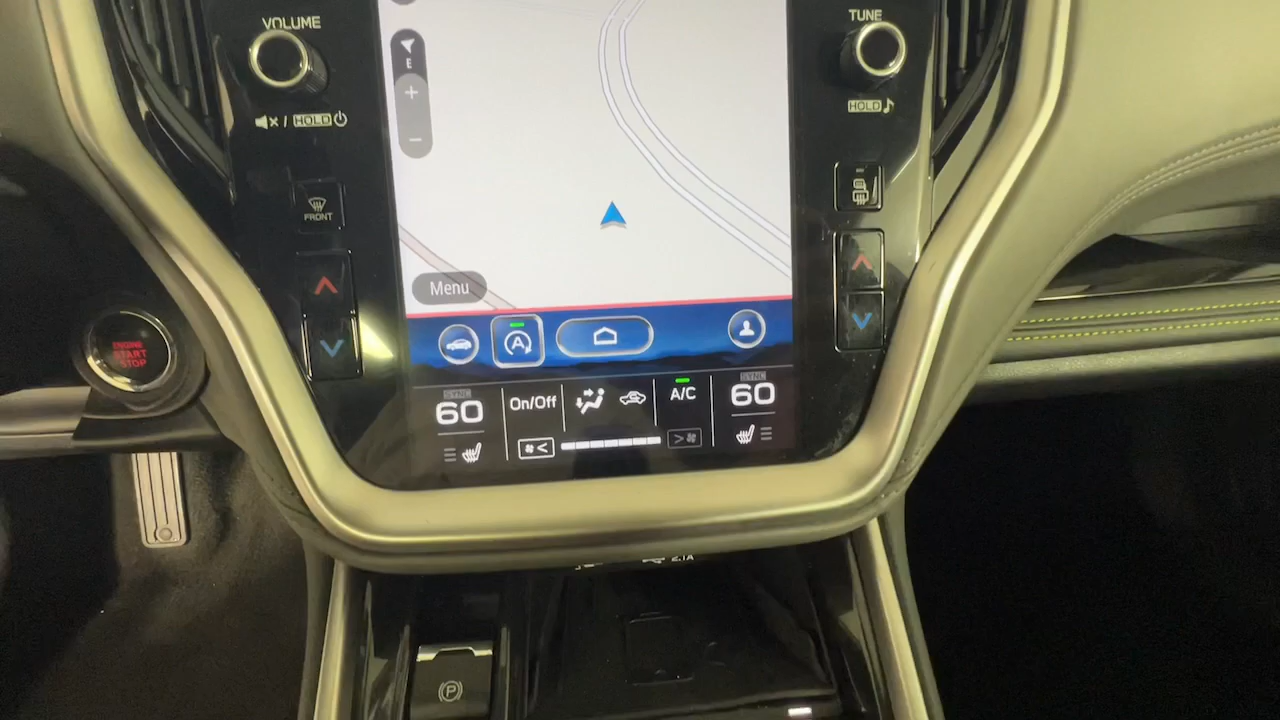 VOLUME
TUNE
E
+
−
× / HOLD
HOLD
FRONT
Menu
ENGINE
START
STOP
A
SYNC
60
On/Off
A/C
SYNC
60
<
>
2.1A
P